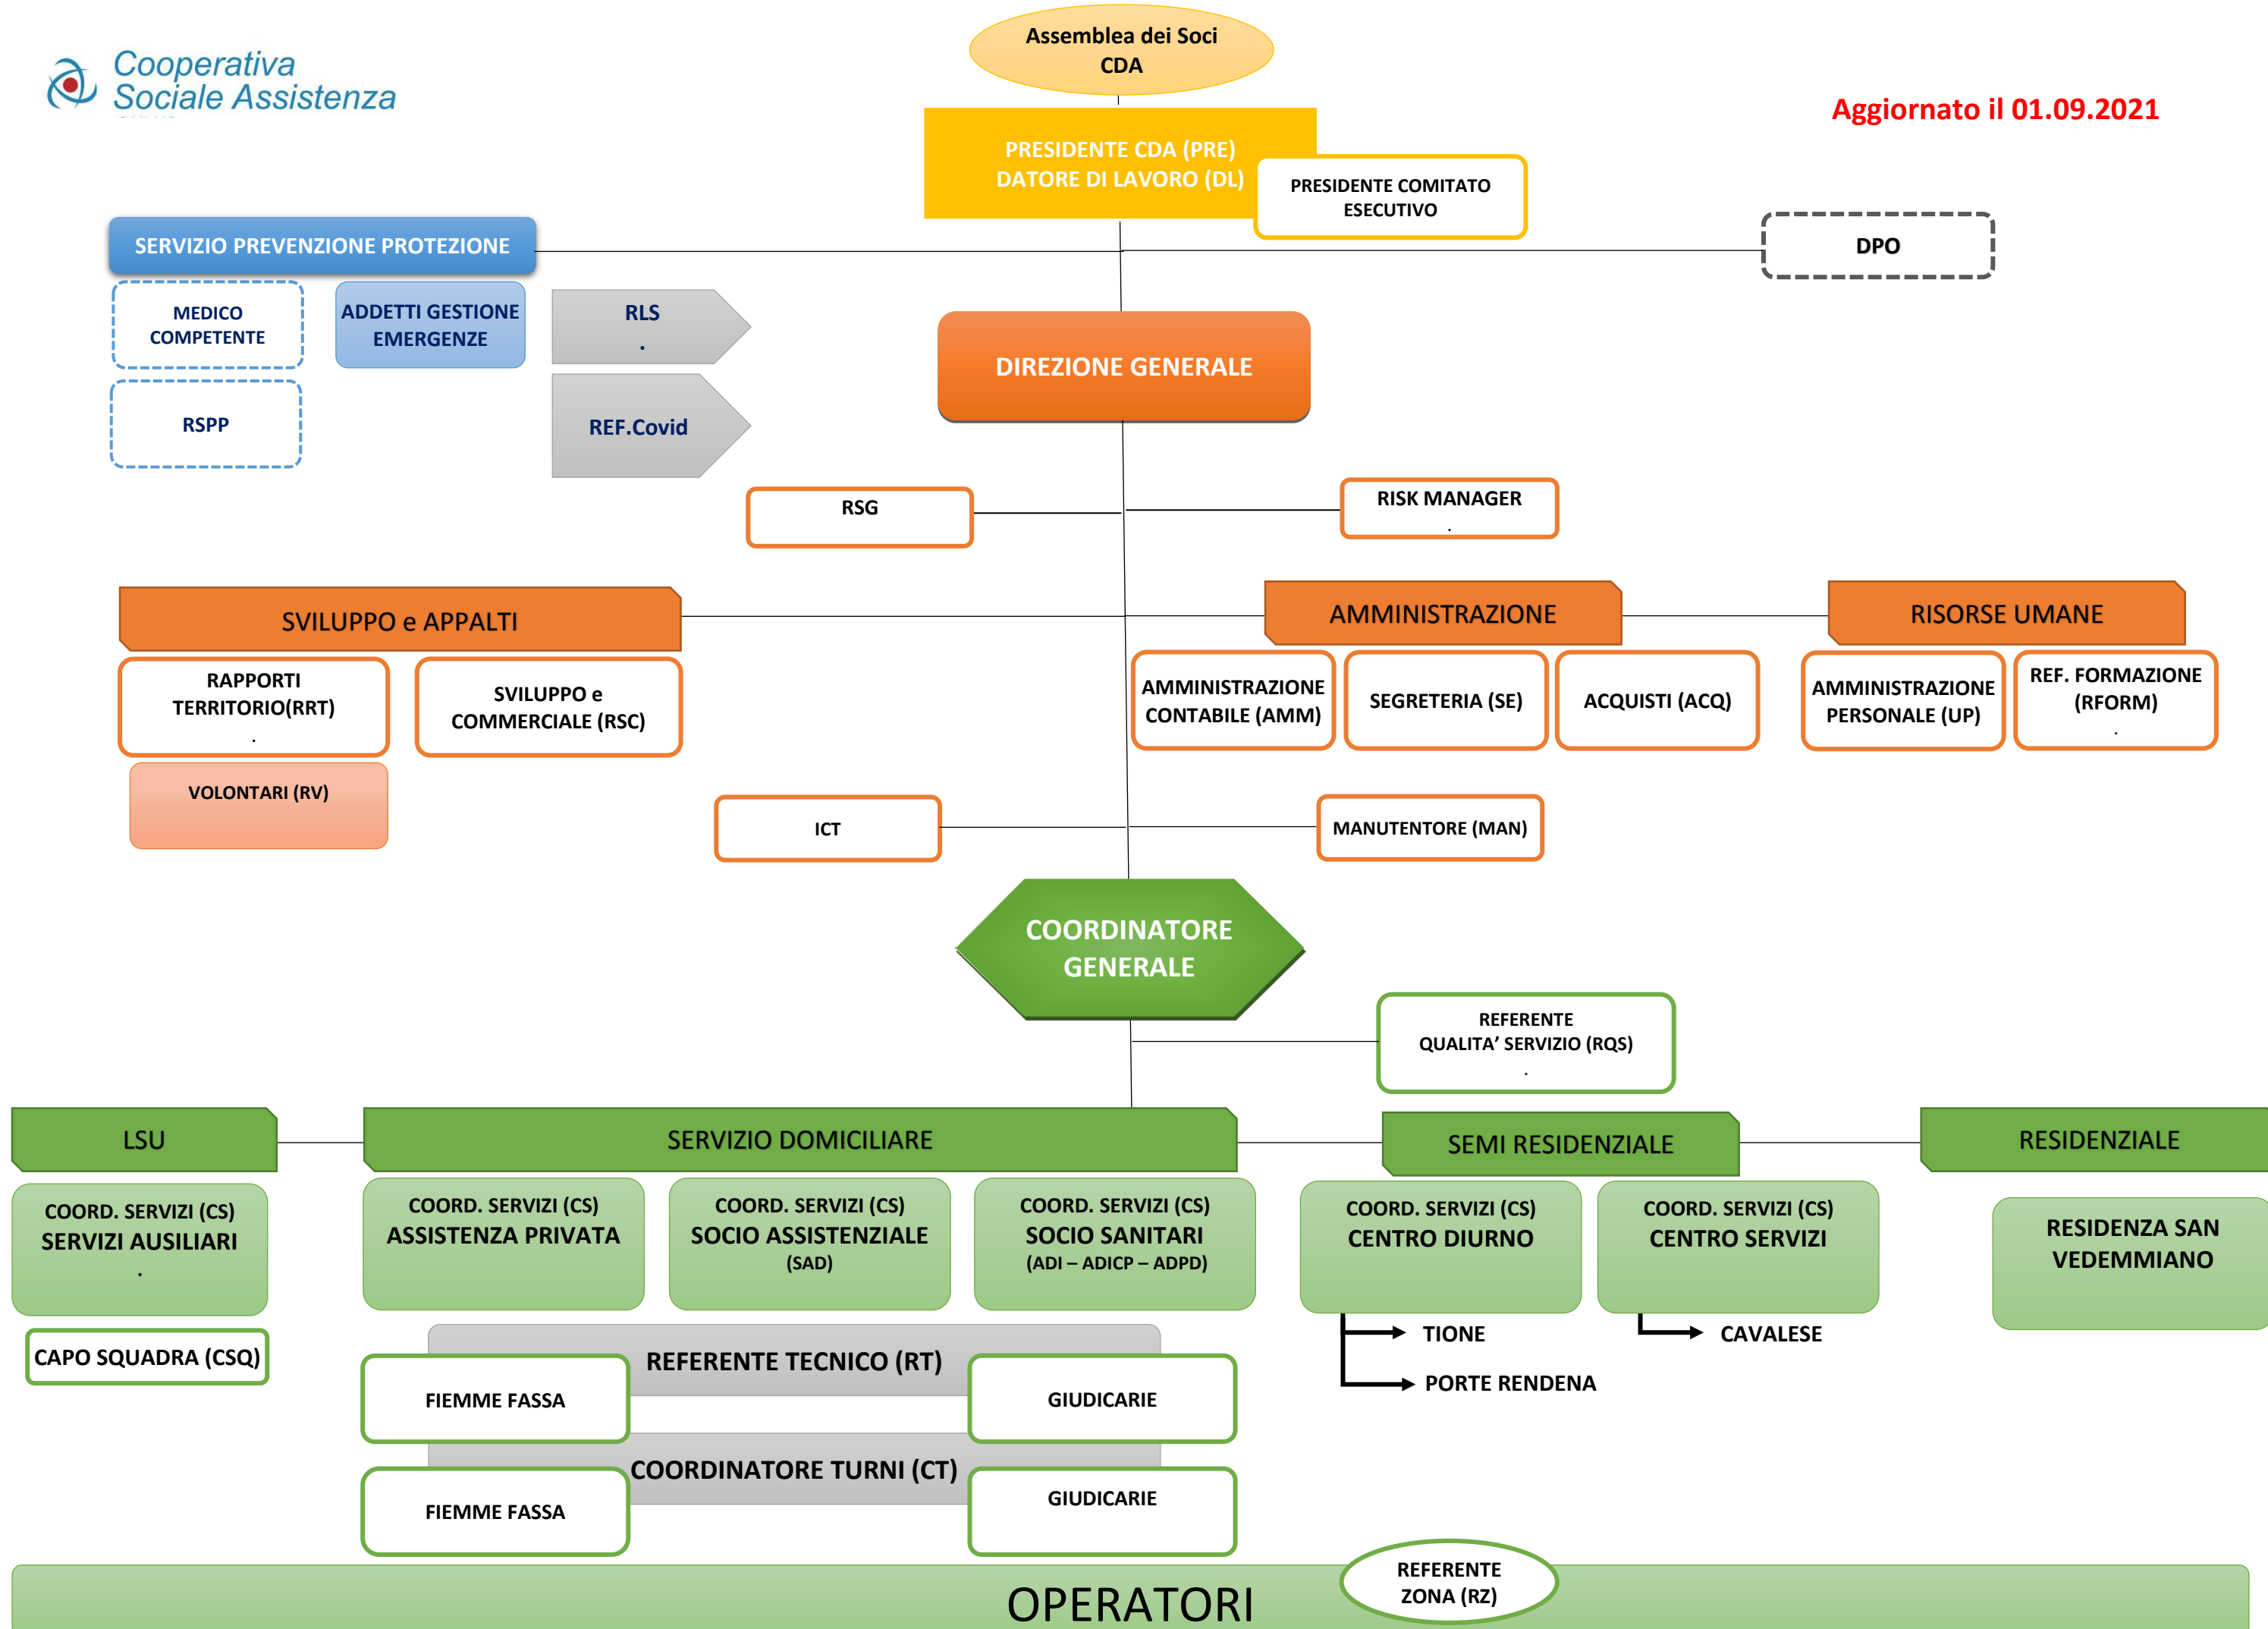 Cooperativa
Sociale Assistenza
Assemblea dei Soci
CDA
Aggiornato il 01.09.2021
PRESIDENTE CDA (PRE)
DATORE DI LAVORO (DL)
PRESIDENTE COMITATO
ESECUTIVO
SERVIZIO PREVENZIONE PROTEZIONE
DPO
MEDICO
COMPETENTE
ADDETTI GESTIONE
EMERGENZE
RLS
.
RSPP
REF.Covid
DIREZIONE GENERALE
RSG
RISK MANAGER
.
SVILUPPO e APPALTI
AMMINISTRAZIONE
RISORSE UMANE
RAPPORTI
TERRITORIO(RRT)
.
SVILUPPO e
COMMERCIALE (RSC)
AMMINISTRAZIONE
CONTABILE (AMM)
SEGRETERIA (SE)
ACQUISTI (ACQ)
AMMINISTRAZIONE
PERSONALE (UP)
REF. FORMAZIONE
(RFORM)
.
VOLONTARI (RV)
ICT
MANUTENTORE (MAN)
COORDINATORE
GENERALE
REFERENTE
QUALITA’ SERVIZIO (RQS)
.
LSU
SERVIZIO DOMICILIARE
SEMI RESIDENZIALE
RESIDENZIALE
COORD. SERVIZI (CS)
SERVIZI AUSILIARI
.
COORD. SERVIZI (CS)
ASSISTENZA PRIVATA
COORD. SERVIZI (CS)
SOCIO ASSISTENZIALE
(SAD)
COORD. SERVIZI (CS)
SOCIO SANITARI
(ADI – ADICP – ADPD)
COORD. SERVIZI (CS)
CENTRO DIURNO
COORD. SERVIZI (CS)
CENTRO SERVIZI
RESIDENZA SAN
VEDEMMIANO
CAPO SQUADRA (CSQ)
TIONE
PORTE RENDENA
CAVALESE
REFERENTE TECNICO (RT)
FIEMME FASSA
GIUDICARIE
COORDINATORE TURNI (CT)
FIEMME FASSA
GIUDICARIE
REFERENTE
ZONA (RZ)
OPERATORI